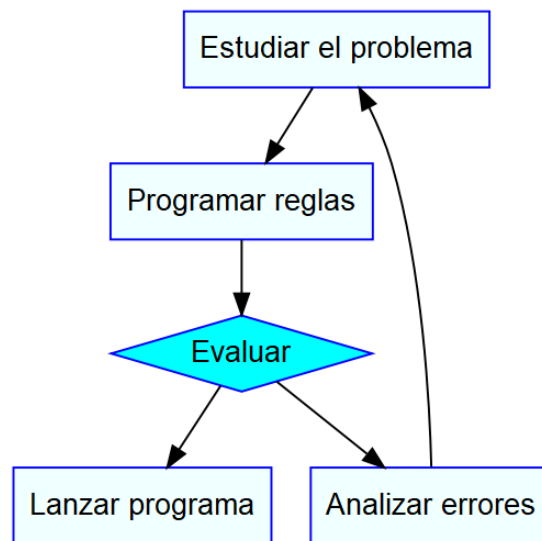 Estudiar el problema
Programar reglas
Evaluar
Lanzar programa
Analizar errores